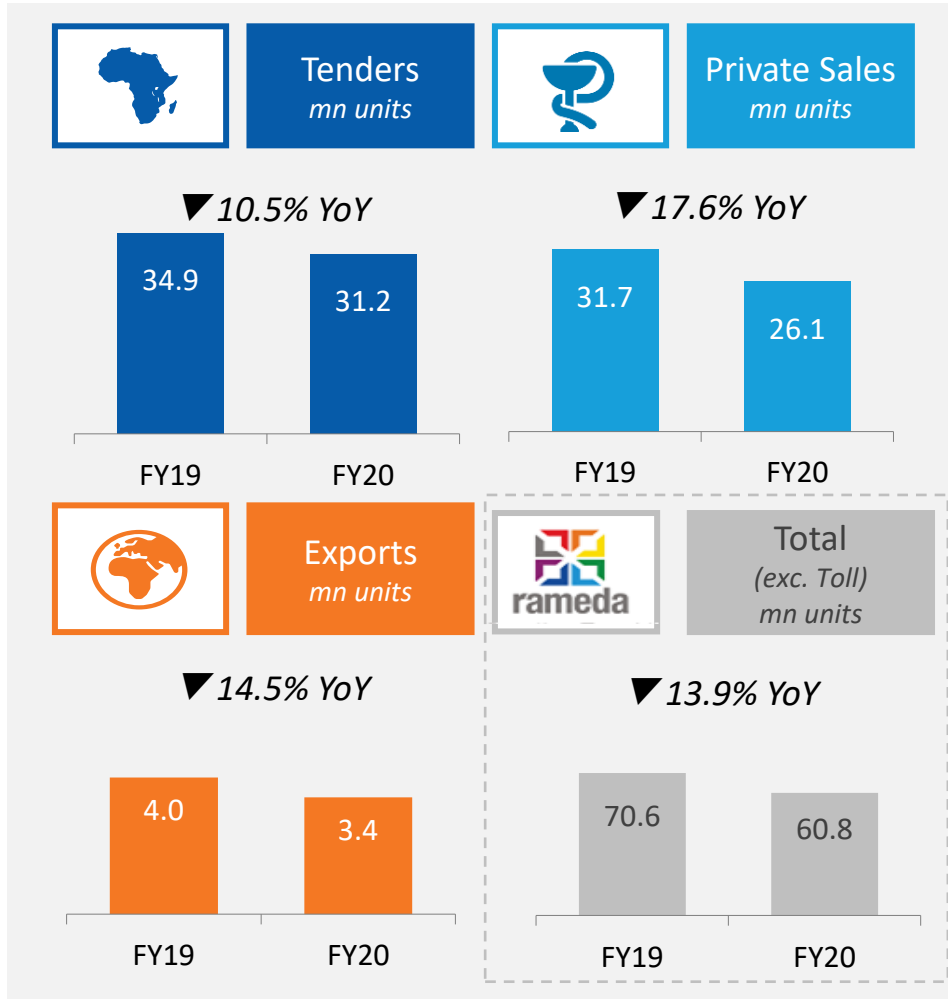 Tenders
mn units
Private Sales
mn units
10.5% YoY
17.6% YoY
34.9
31.2
31.7
26.1
FY19
FY20
FY19
FY20
Exports
mn units
rameda
Total
(exc. Toll)
mn units
14.5% YoY
13.9% YoY
4.0
3.4
70.6
60.8
FY19
FY20
FY19
FY20